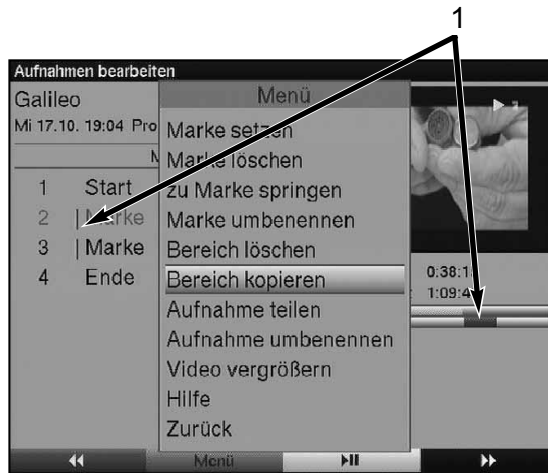 1
Aufnahmen bearbeiten
Galileo
Mi 17.10. 19:04 Pro
1 Start
2 | Marke
3 | Marke
4 Ende
Menü
Marke setzen
Marke löschen
zu Marke springen
Marke umbenennen
Bereich löschen
Bereich kopieren
Aufnahme teilen
Aufnahme umbenennen
Video vergrößern
Hilfe
Zurück
0:38:1
1:09:4
Menü